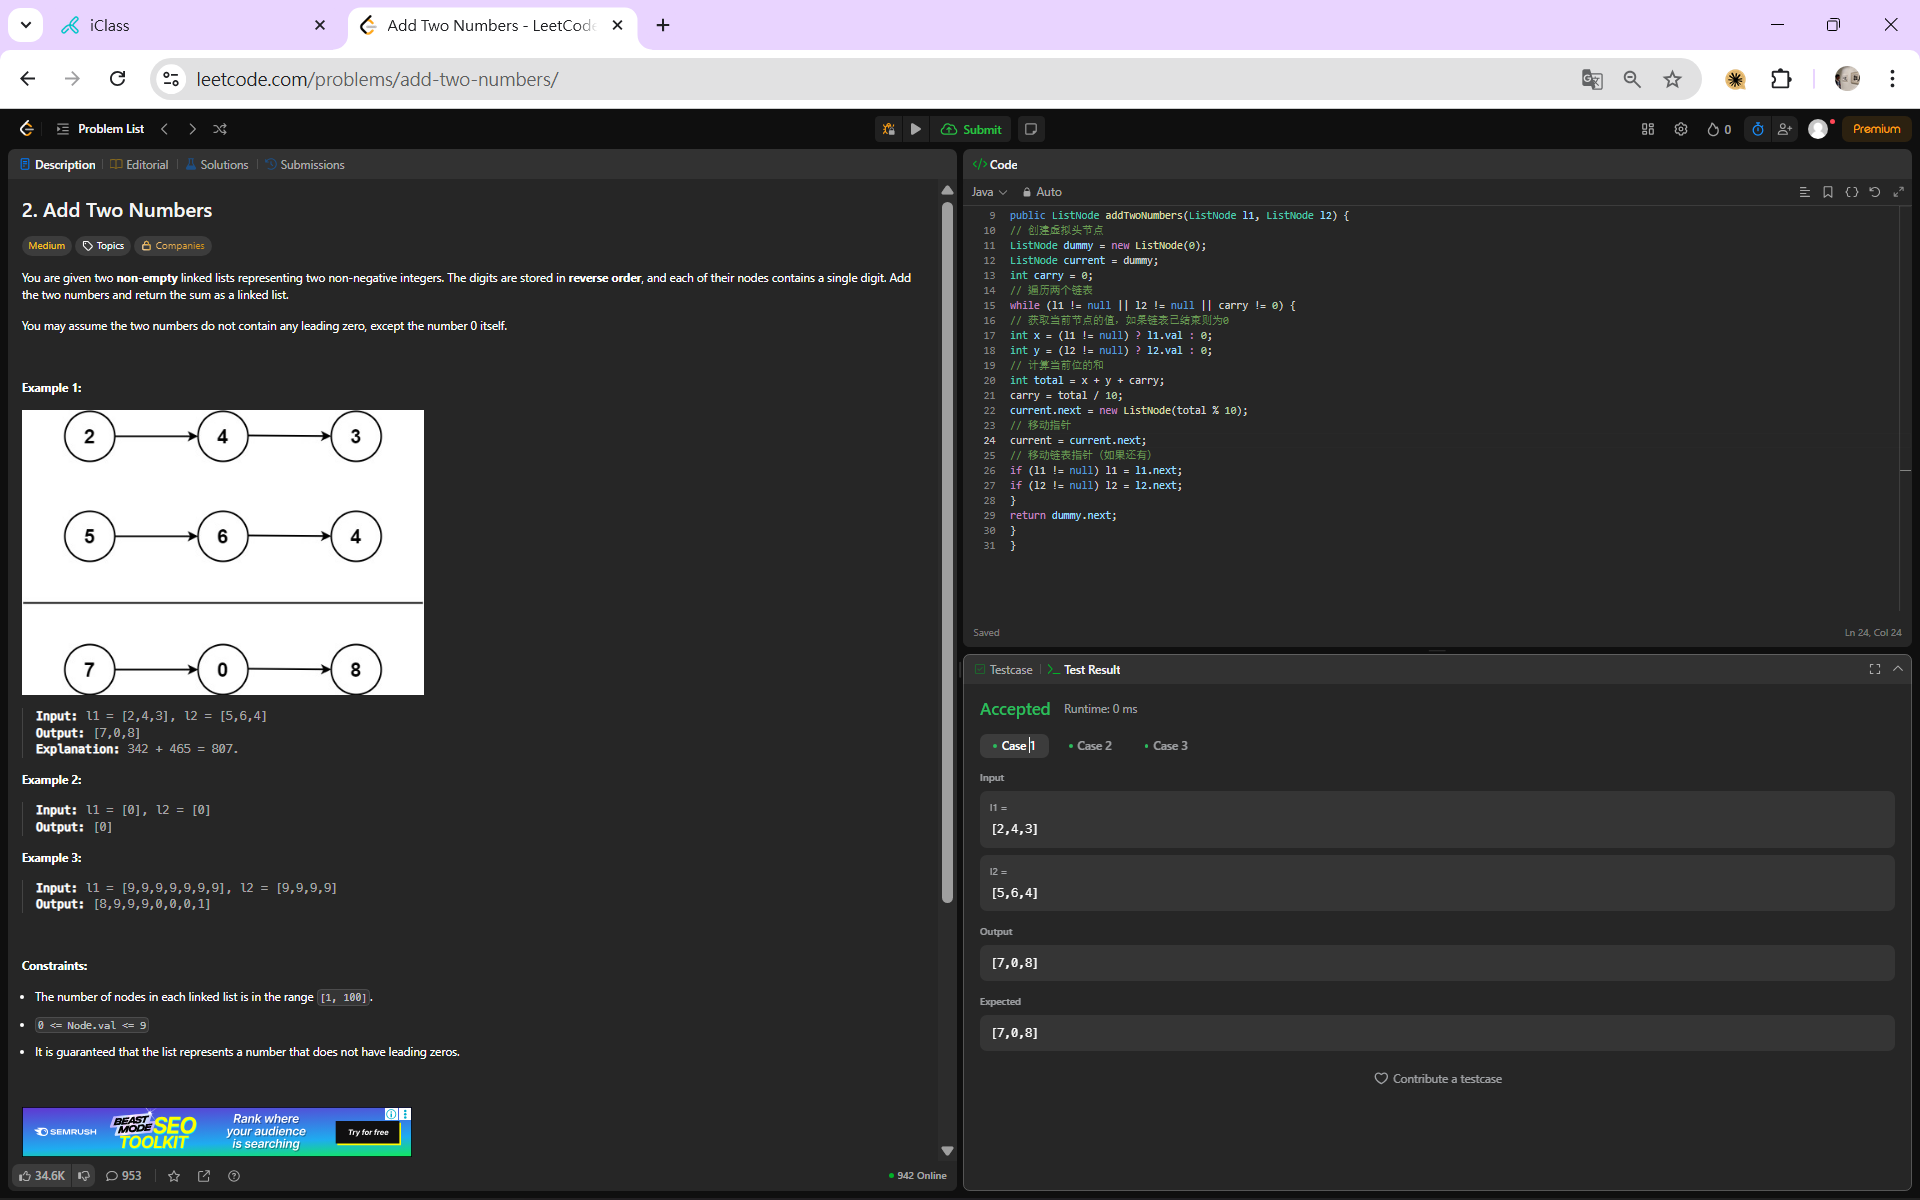 iClass
Add Two Numbers - LeetCode
leetcode.com/problems/add-two-numbers/
Problem List
Submit
0
Premium
Description
Editorial
Solutions
Submissions
2. Add Two Numbers
Medium
Topics
Companies
You are given two non-empty linked lists representing two non-negative integers. The digits are stored in reverse order, and each of their nodes contains a single digit. Add
the two numbers and return the sum as a linked list.
You may assume the two numbers do not contain any leading zero, except the number 0 itself.
Example 1:
2 4 3
5 6 4
7 0 8
Input: l1 = [2,4,3], l2 = [5,6,4]
Output: [7,0,8]
Explanation: 342 + 465 = 807.
Example 2:
Input: l1 = [0], l2 = [0]
Output: [0]
Example 3:
Input: l1 = [9,9,9,9,9,9,9], l2 = [9,9,9,9]
Output: [8,9,9,9,0,0,0,1]
Constraints:
• The number of nodes in each linked list is in the range [1, 100].
• 0 <= Node.val <= 9
• It is guaranteed that the list represents a number that does not have leading zeros.
SEMRUSH
BEAST MODE SEO TOOLKIT
Rank where
your audience
is searching
Try for free
34.6K
953
942 Online
</> Code
Java
Auto
9 public ListNode addTwoNumbers(ListNode l1, ListNode l2) {
10 // 创建虚拟头节点
11 ListNode dummy = new ListNode(0);
12 ListNode current = dummy;
13 int carry = 0;
14 // 遍历两个链表
15 while (l1 != null || l2 != null || carry != 0) {
16 // 获取当前节点的值，如果链表已结束则为0
17 int x = (l1 != null) ? l1.val : 0;
18 int y = (l2 != null) ? l2.val : 0;
19 // 计算当前位的和
20 int total = x + y + carry;
21 carry = total / 10;
22 current.next = new ListNode(total % 10);
23 // 移动指针
24 current = current.next;
25 // 移动链表指针（如果还有）
26 if (l1 != null) l1 = l1.next;
27 if (l2 != null) l2 = l2.next;
28 }
29 return dummy.next;
30 }
31 }
Saved
Ln 24, Col 24
Testcase
>_ Test Result
Accepted
Runtime: 0 ms
• Case 1
• Case 2
• Case 3
Input
l1 =
[2,4,3]
l2 =
[5,6,4]
Output
[7,0,8]
Expected
[7,0,8]
Contribute a testcase